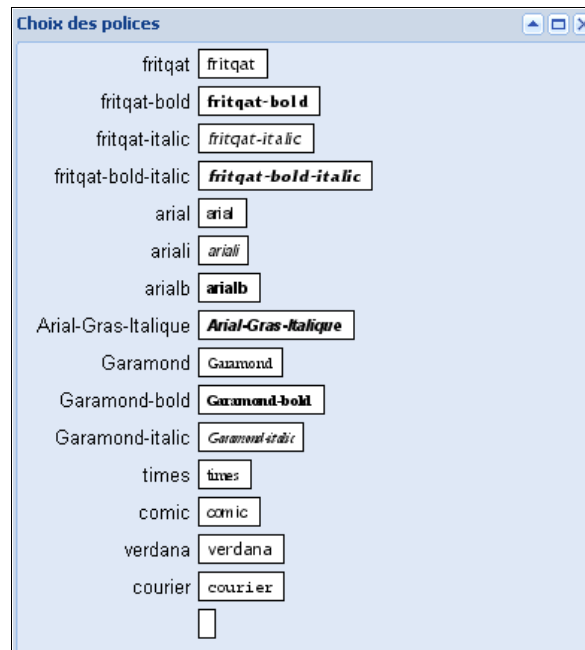 Choix des polices
fritqat fritqat
fritqat-bold fritqat-bold
fritqat-italic fritqat-italic
fritqat-bold-italic fritqat-bold-italic
arial arial
ariali ariali
arialb arialb
Arial-Gras-Italique Arial-Gras-Italique
Garamond Garamond
Garamond-bold Garamond-bold
Garamond-italic Garamond-italic
times times
comic comic
verdana verdana
courier courier